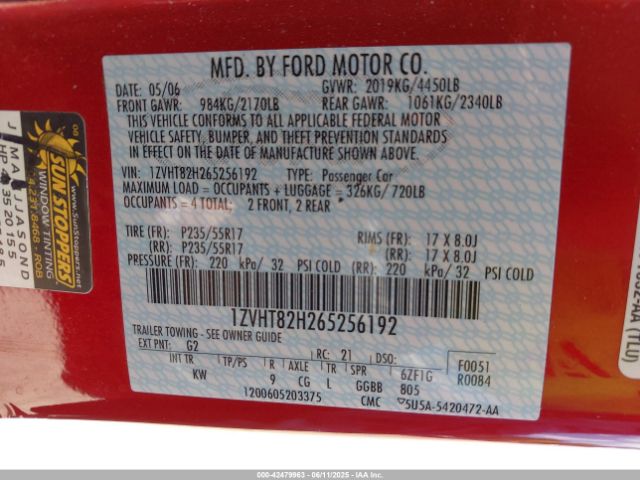 MFD. BY FORD MOTOR CO.
DATE: 05/06 GVWR: 2019KG/4450LB
FRONT GAWR: 984KG/2170LB REAR GAWR: 1061KG/2340LB
THIS VEHICLE CONFORMS TO ALL APPLICABLE FEDERAL MOTOR
VEHICLE SAFETY, BUMPER, AND THEFT PREVENTION STANDARDS
IN EFFECT ON THE DATE OF MANUFACTURE SHOWN ABOVE.
VIN: 1ZVHT82H265256192 TYPE: Passenger Car
MAXIMUM LOAD = OCCUPANTS + LUGGAGE = 326KG/ 720LB
OCCUPANTS = 4 TOTAL; 2 FRONT, 2 REAR
TIRE (FR): P235/55R17 RIMS (FR): 17 X 8.0J
(RR): P235/55R17 (RR): 17 X 8.0J
PRESSURE (FR): 220 kPa/ 32 PSI COLD (RR): 220 kPa/ 32 PSI COLD
1ZVHT82H265256192
TRAILER TOWING - SEE OWNER GUIDE
EXT PNT: G2 RC: 21 DSO: F0051
INT TR TP/PS R AXLE TR SPR 6ZF1G R0084
KW 9 CG L GGBB 805
1200605203375 CMC 5U5A-5420472-AA
SUN STOPPERS
WINDOW TINTING
www.SunStoppers.net
J M A M J J A S O N D
000-42479963 - 06/11/2025 - IAAI.CA